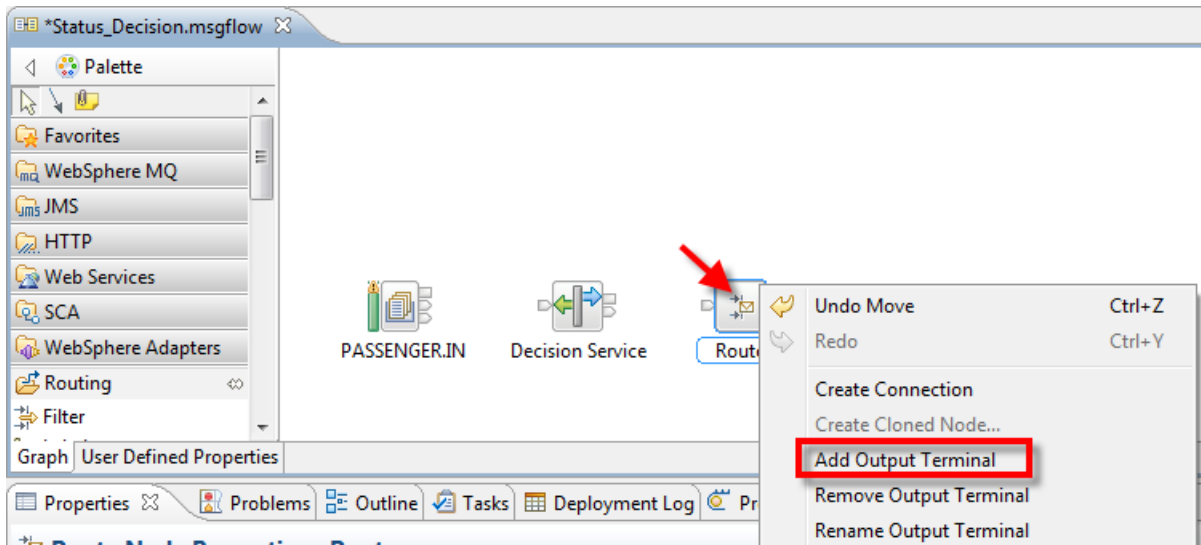 *Status_Decision.msgflow
Palette
Favorites
WebSphere MQ
JMS
HTTP
Web Services
SCA
WebSphere Adapters
Routing
Filter
PASSENGER.IN
Decision Service
Rout
Undo Move Ctrl+Z
Redo Ctrl+Y
Create Connection
Create Cloned Node...
Add Output Terminal
Remove Output Terminal
Rename Output Terminal
Graph User Defined Properties
Properties Problems Outline Tasks Deployment Log Pr